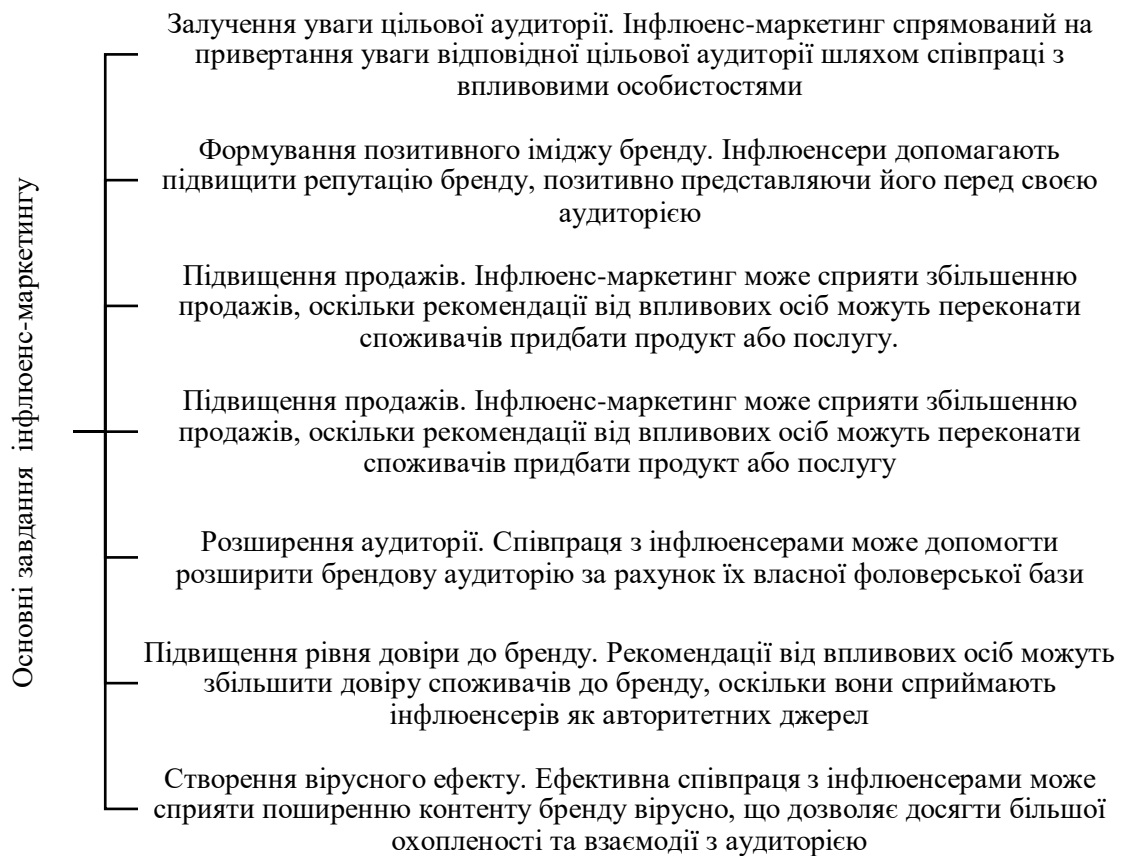 Залучення уваги цільової аудиторії. Інфлюенс-маркетинг спрямований на
привертання уваги відповідної цільової аудиторії шляхом співпраці з
впливовими особистостями
Формування позитивного іміджу бренду. Інфлюенсери допомагають
підвищити репутацію бренду, позитивно представляючи його перед своєю
аудиторією
Підвищення продажів. Інфлюенс-маркетинг може сприяти збільшенню
продажів, оскільки рекомендації від впливових осіб можуть переконати
споживачів придбати продукт або послугу.
Підвищення продажів. Інфлюенс-маркетинг може сприяти збільшенню
продажів, оскільки рекомендації від впливових осіб можуть переконати
споживачів придбати продукт або послугу
Розширення аудиторії. Співпраця з інфлюенсерами може допомогти
розширити брендову аудиторію за рахунок їх власної фоловерської бази
Підвищення рівня довіри до бренду. Рекомендації від впливових осіб можуть
збільшити довіру споживачів до бренду, оскільки вони сприймають
інфлюенсерів як авторитетних джерел
Створення вірусного ефекту. Ефективна співпраця з інфлюенсерами може
сприяти поширенню контенту бренду вірусно, що дозволяє досягти більшої
охопленості та взаємодії з аудиторією
Основні завдання інфлюенс-маркетингу